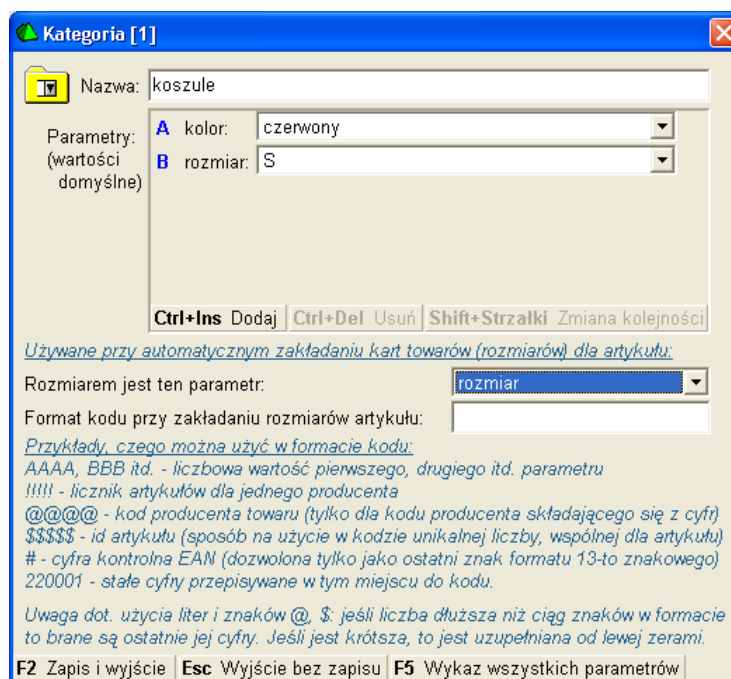 Kategoria [1]
Nazwa: koszule
Parametry:
(wartości
domyślne)
A kolor: czerwony
B rozmiar: S
Ctrl+Ins Dodaj Ctrl+Del Usuń Shift+Strzałki Zmiana kolejności
Używane przy automatycznym zakładaniu kart towarów (rozmiarów) dla artykułu:
Rozmiarem jest ten parametr: rozmiar
Format kodu przy zakładaniu rozmiarów artykułu:
Przykłady, czego można użyć w formacie kodu:
AAAA, BBB itd. - liczbowa wartość pierwszego, drugiego itd. parametru
!!!!! - licznik artykułów dla jednego producenta
@@@@ - kod producenta towaru (tylko dla kodu producenta składającego się z cyfr)
$$$$$ - id artykułu (sposób na użycie w kodzie unikalnej liczby, wspólnej dla artykułu)
# - cyfra kontrolna EAN (dozwolona tylko jako ostatni znak formatu 13-to znakowego)
220001 - stałe cyfry przepisywane w tym miejscu do kodu.
Uwaga dot. użycia liter i znaków @, $: jeśli liczba dłuższa niż ciąg znaków w formacie
to brane są ostatnie jej cyfry. Jeśli jest krótsza, to jest uzupełniana od lewej zerami.
F2 Zapis i wyjście Esc Wyjście bez zapisu F5 Wykaz wszystkich parametrów